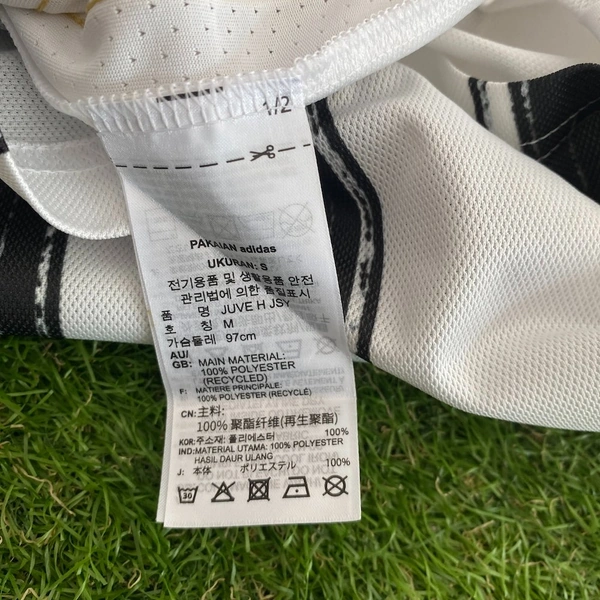 1/2
PAKAIAN adidas
UKURAN: S
전기용품 및 생활용품 안전
관리법에 의한 품질표시
품 명 JUVE H JSY
호 칭 M
가슴둘레 97cm
AU/
GB: MAIN MATERIAL:
100% POLYESTER
(RECYCLED)
F: MATIERE PRINCIPALE:
100% POLYESTER (RECYCLÉ)
CN: 主料:
100% 聚酯纤维(再生聚酯)
KOR: 주소재: 폴리에스터 100%
IND: MATERIAL UTAMA: 100% POLYESTER
HASIL DAUR ULANG
J: 本体 ポリエステル 100%
30